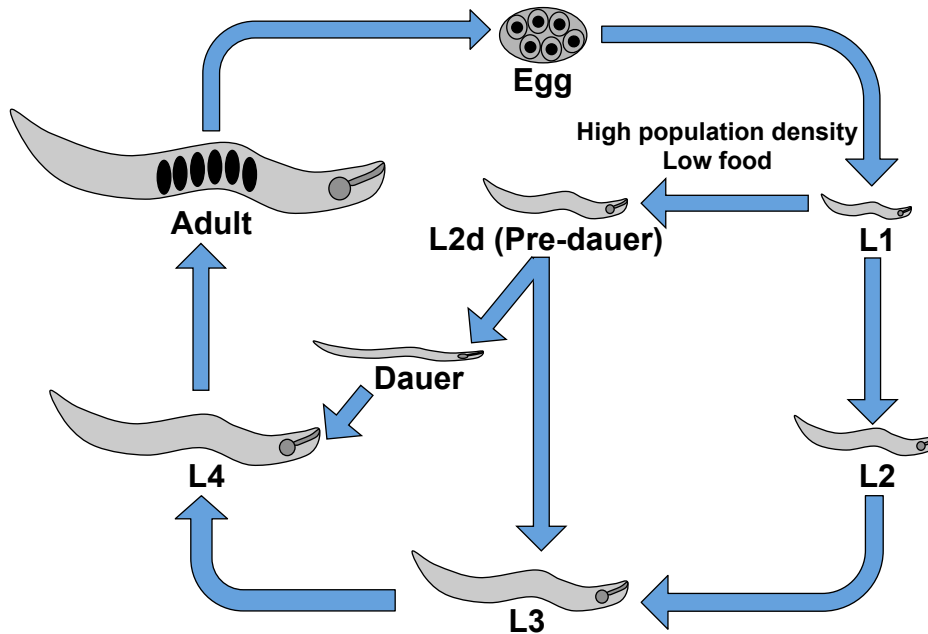 Egg
High population density
Low food
Adult
L2d (Pre-dauer)
L1
Dauer
L4
L2
L3